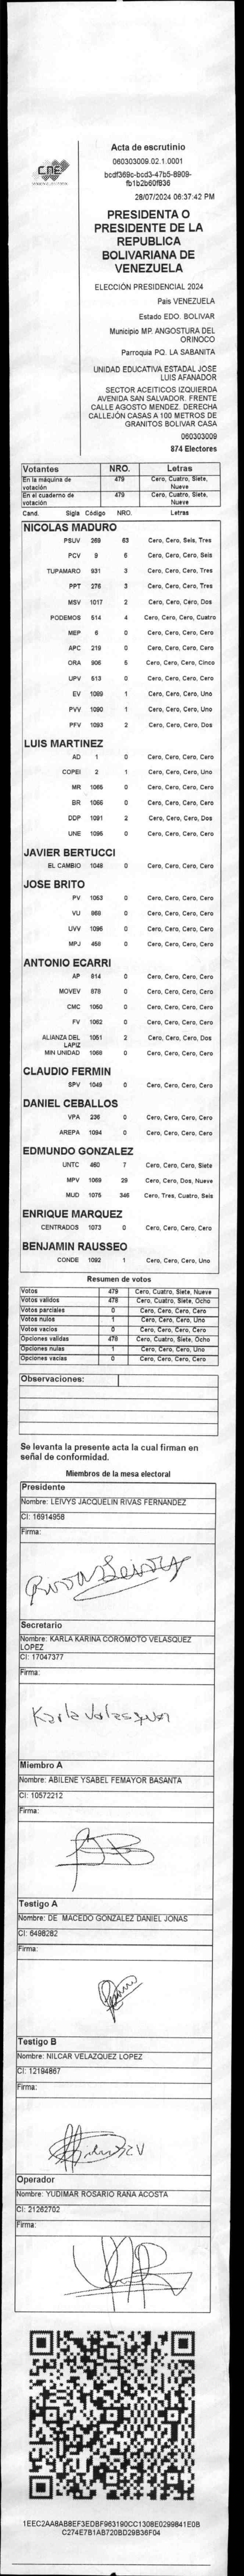 CNE
Acta de escrutinio
060303009.02.1.0001
bcdf369c-bcd3-47b5-8909-
fb1b2b60f836
28/07/2024 06:37:42 PM
PRESIDENTA O
PRESIDENTE DE LA
REPUBLICA
BOLIVARIANA DE
VENEZUELA
ELECCIÓN PRESIDENCIAL 2024
País VENEZUELA
Estado EDO. BOLIVAR
Municipio MP. ANGOSTURA DEL
ORINOCO
Parroquia PQ. LA SABANITA
UNIDAD EDUCATIVA ESTADAL JOSE
LUIS AFANADOR
SECTOR ACEITICOS IZQUIERDA
AVENIDA SAN SALVADOR. FRENTE
CALLE AGOSTO MENDEZ. DERECHA
CALLEJÓN CASAS A 100 METROS DE
GRANITOS BOLIVAR CASA
060303009
874 Electores
Votantes NRO. Letras
En la máquina de votación 479 Cero, Cuatro, Siete, Nueve
En el cuaderno de votación 479 Cero, Cuatro, Siete, Nueve
Cand. Sigla Código NRO. Letras
NICOLAS MADURO
PSUV 269 63 Cero, Cero, Seis, Tres
PCV 9 6 Cero, Cero, Cero, Seis
TUPAMARO 931 3 Cero, Cero, Cero, Tres
PPT 276 3 Cero, Cero, Cero, Tres
MSV 1017 2 Cero, Cero, Cero, Dos
PODEMOS 514 4 Cero, Cero, Cero, Cuatro
MEP 6 0 Cero, Cero, Cero, Cero
APC 219 0 Cero, Cero, Cero, Cero
ORA 906 5 Cero, Cero, Cero, Cinco
UPV 513 0 Cero, Cero, Cero, Cero
EV 1089 1 Cero, Cero, Cero, Uno
PVV 1090 1 Cero, Cero, Cero, Uno
PFV 1093 2 Cero, Cero, Cero, Dos
LUIS MARTINEZ
AD 1 0 Cero, Cero, Cero, Cero
COPEI 2 1 Cero, Cero, Cero, Uno
MR 1065 0 Cero, Cero, Cero, Cero
BR 1066 0 Cero, Cero, Cero, Cero
DDP 1091 2 Cero, Cero, Cero, Dos
UNE 1095 0 Cero, Cero, Cero, Cero
JAVIER BERTUCCI
EL CAMBIO 1048 0 Cero, Cero, Cero, Cero
JOSE BRITO
PV 1053 0 Cero, Cero, Cero, Cero
VU 868 0 Cero, Cero, Cero, Cero
UVV 1096 0 Cero, Cero, Cero, Cero
MPJ 458 0 Cero, Cero, Cero, Cero
ANTONIO ECARRI
AP 814 0 Cero, Cero, Cero, Cero
MOVEV 878 0 Cero, Cero, Cero, Cero
CMC 1050 0 Cero, Cero, Cero, Cero
FV 1062 0 Cero, Cero, Cero, Cero
ALIANZA DEL LAPIZ 1051 2 Cero, Cero, Cero, Dos
MIN UNIDAD 1069 0 Cero, Cero, Cero, Cero
CLAUDIO FERMIN
SPV 1049 0 Cero, Cero, Cero, Cero
DANIEL CEBALLOS
VPA 236 0 Cero, Cero, Cero, Cero
AREPA 1094 0 Cero, Cero, Cero, Cero
EDMUNDO GONZALEZ
UNTC 460 7 Cero, Cero, Cero, Siete
MPV 1069 29 Cero, Cero, Dos, Nueve
MUD 1075 346 Cero, Tres, Cuatro, Seis
ENRIQUE MARQUEZ
CENTRADOS 1073 0 Cero, Cero, Cero, Cero
BENJAMIN RAUSSEO
CONDE 1092 1 Cero, Cero, Cero, Uno
Resumen de votos
Votos 479 Cero, Cuatro, Siete, Nueve
Votos validos 478 Cero, Cuatro, Siete, Ocho
Votos parciales 0 Cero, Cero, Cero, Cero
Votos nulos 1 Cero, Cero, Cero, Uno
Votos vacios 0 Cero, Cero, Cero, Cero
Opciones validas 478 Cero, Cuatro, Siete, Ocho
Opciones nulas 1 Cero, Cero, Cero, Uno
Opciones vacias 0 Cero, Cero, Cero, Cero
Observaciones:
Se levanta la presente acta la cual firman en
señal de conformidad.
Miembros de la mesa electoral
Presidente
Nombre: LEIVYS JACQUELIN RIVAS FERNANDEZ
CI: 16914958
Firma:
Secretario
Nombre: KARLA KARINA COROMOTO VELASQUEZ
LOPEZ
CI: 17047377
Firma:
Karla Velasquez
Miembro A
Nombre: ABILENE YSABEL FEMAYOR BASANTA
CI: 10572212
Firma:
Testigo A
Nombre: DE MACEDO GONZALEZ DANIEL JONAS
CI: 6498282
Firma:
Testigo B
Nombre: NILCAR VELAZQUEZ LOPEZ
CI: 12194867
Firma:
Operador
Nombre: YUDIMAR ROSARIO RAÑA ACOSTA
CI: 21262702
Firma:
1EEC2AA8AB8EF3EDBF963190CC1308E0299841E0B
C274E7B1AB720BD29B36F04